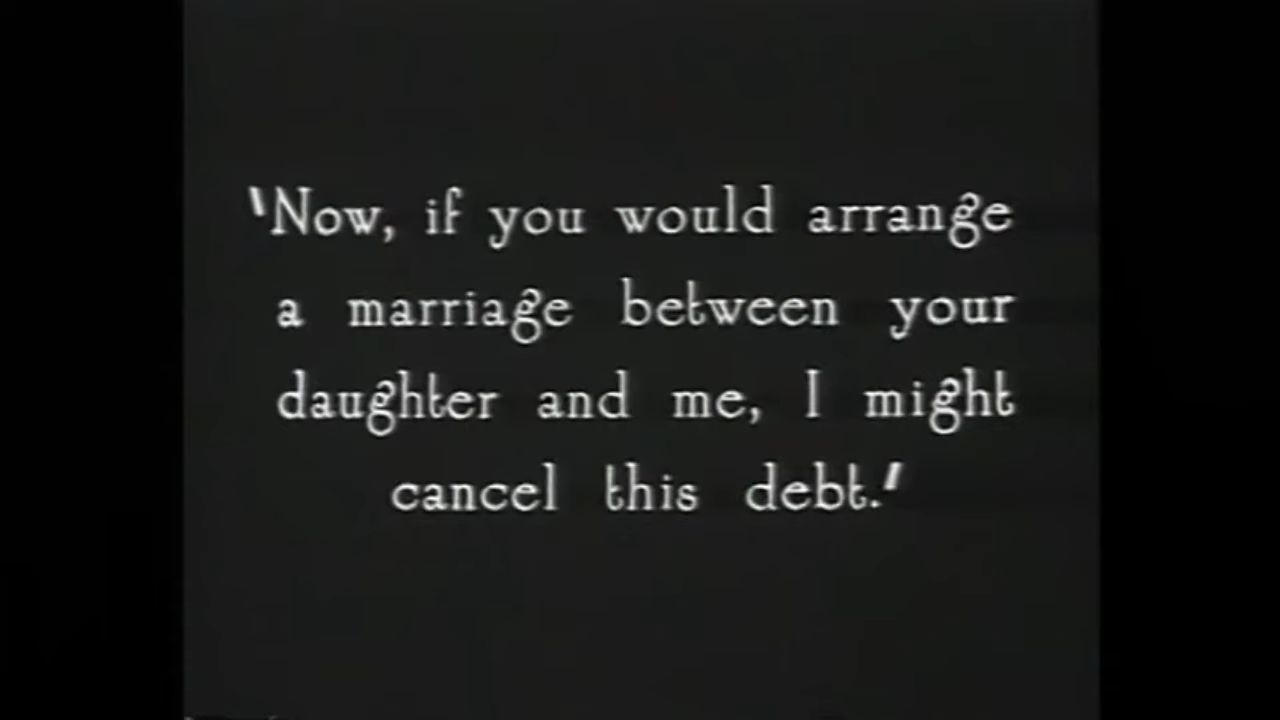 'Now, if you would arrange
a marriage between your
daughter and me, I might
cancel this debt.'